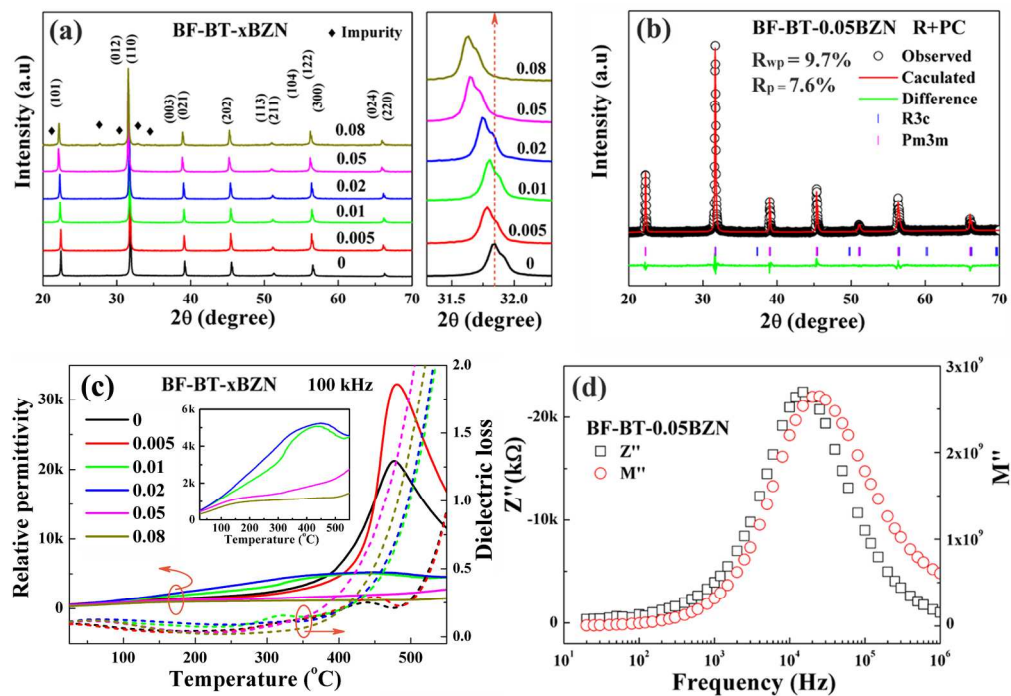 (a)
BF-BT-xBZN
♦ Impurity
(101)
(012)
(110)
(003)
(021)
(202)
(113)
(211)
(104)
(122)
(300)
(024)
(220)
0.08
0.05
0.02
0.01
0.005
0
Intensity (a.u)
20 30 40 50 60 70
2θ (degree)
0.08
0.05
0.02
0.01
0.005
0
31.5 32.0
2θ (degree)
(b)
BF-BT-0.05BZN R+PC
Rwp = 9.7%
Rp = 7.6%
Observed
Caculated
Difference
R3c
Pm3m
Intensity (a.u)
20 30 40 50 60 70
2θ (degree)
(c)
BF-BT-xBZN 100 kHz
0
0.005
0.01
0.02
0.05
0.08
Relative permittivity
30k
20k
10k
0
6k
4k
2k
0
100 200 300 400 500
Temperature (°C)
2.0
1.5
1.0
0.5
0.0
Dielectric loss
100 200 300 400 500
Temperature (°C)
(d)
BF-BT-0.05BZN
Z''
M''
Z''(kΩ)
-20k
-10k
0
3x10⁹
2x10⁹
1x10⁹
0
M''
10¹ 10² 10³ 10⁴ 10⁵ 10⁶
Frequency (Hz)